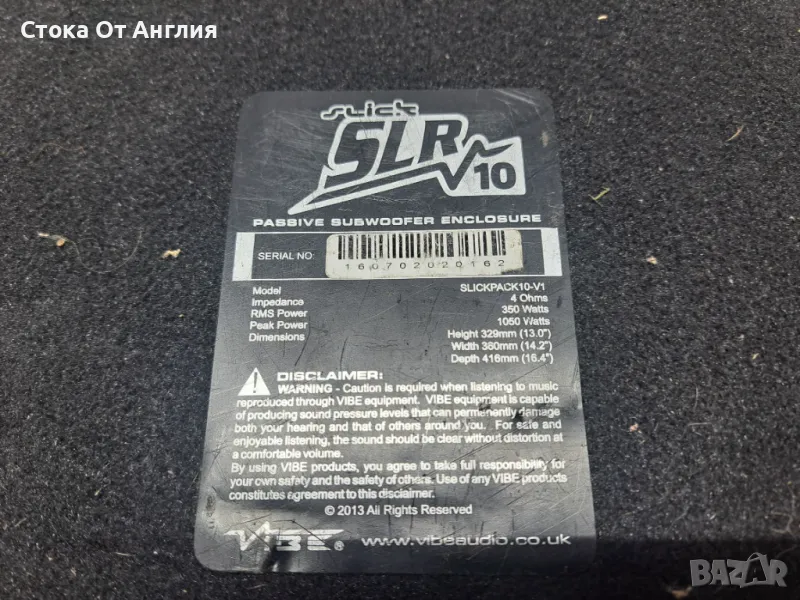 Стока От Англия
SLICK
SLR
10
PASSIVE SUBWOOFER ENCLOSURE
SERIAL NO:
160702020162
Model SLICKPACK10-V1
Impedance 4 Ohms
RMS Power 350 Watts
Peak Power 1050 Watts
Dimensions Height 329mm (13.0")
Width 380mm (14.2")
Depth 416mm (16.4")
DISCLAIMER:
WARNING - Caution is required when listening to music
reproduced through VIBE equipment. VIBE equipment is capable
of producing sound pressure levels that can permanently damage
both your hearing and that of others around you. For safe and
enjoyable listening, the sound should be clear without distortion at
a comfortable volume.
By using VIBE products, you agree to take full responsibility for
your own safety and the safety of others. Use of any VIBE products
constitutes agreement to this disclaimer.
© 2013 All Rights Reserved
VIBE® www.vibeaudio.co.uk
BAZAR